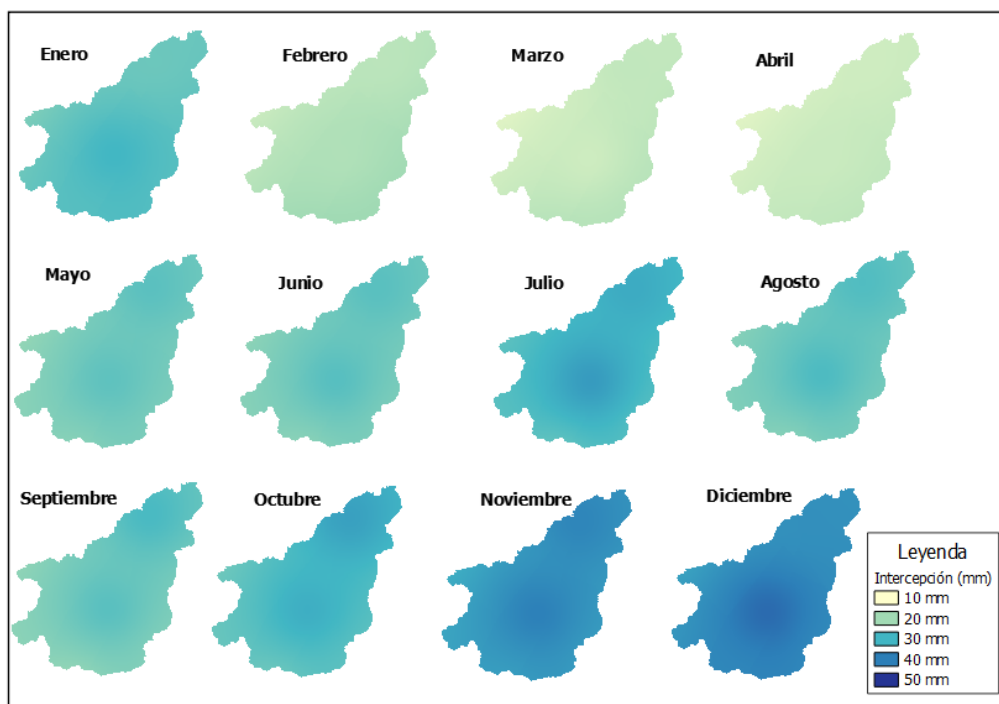 Enero
Febrero
Marzo
Abril
Mayo
Junio
Julio
Agosto
Septiembre
Octubre
Noviembre
Diciembre
Leyenda
Intercepción (mm)
10 mm
20 mm
30 mm
40 mm
50 mm